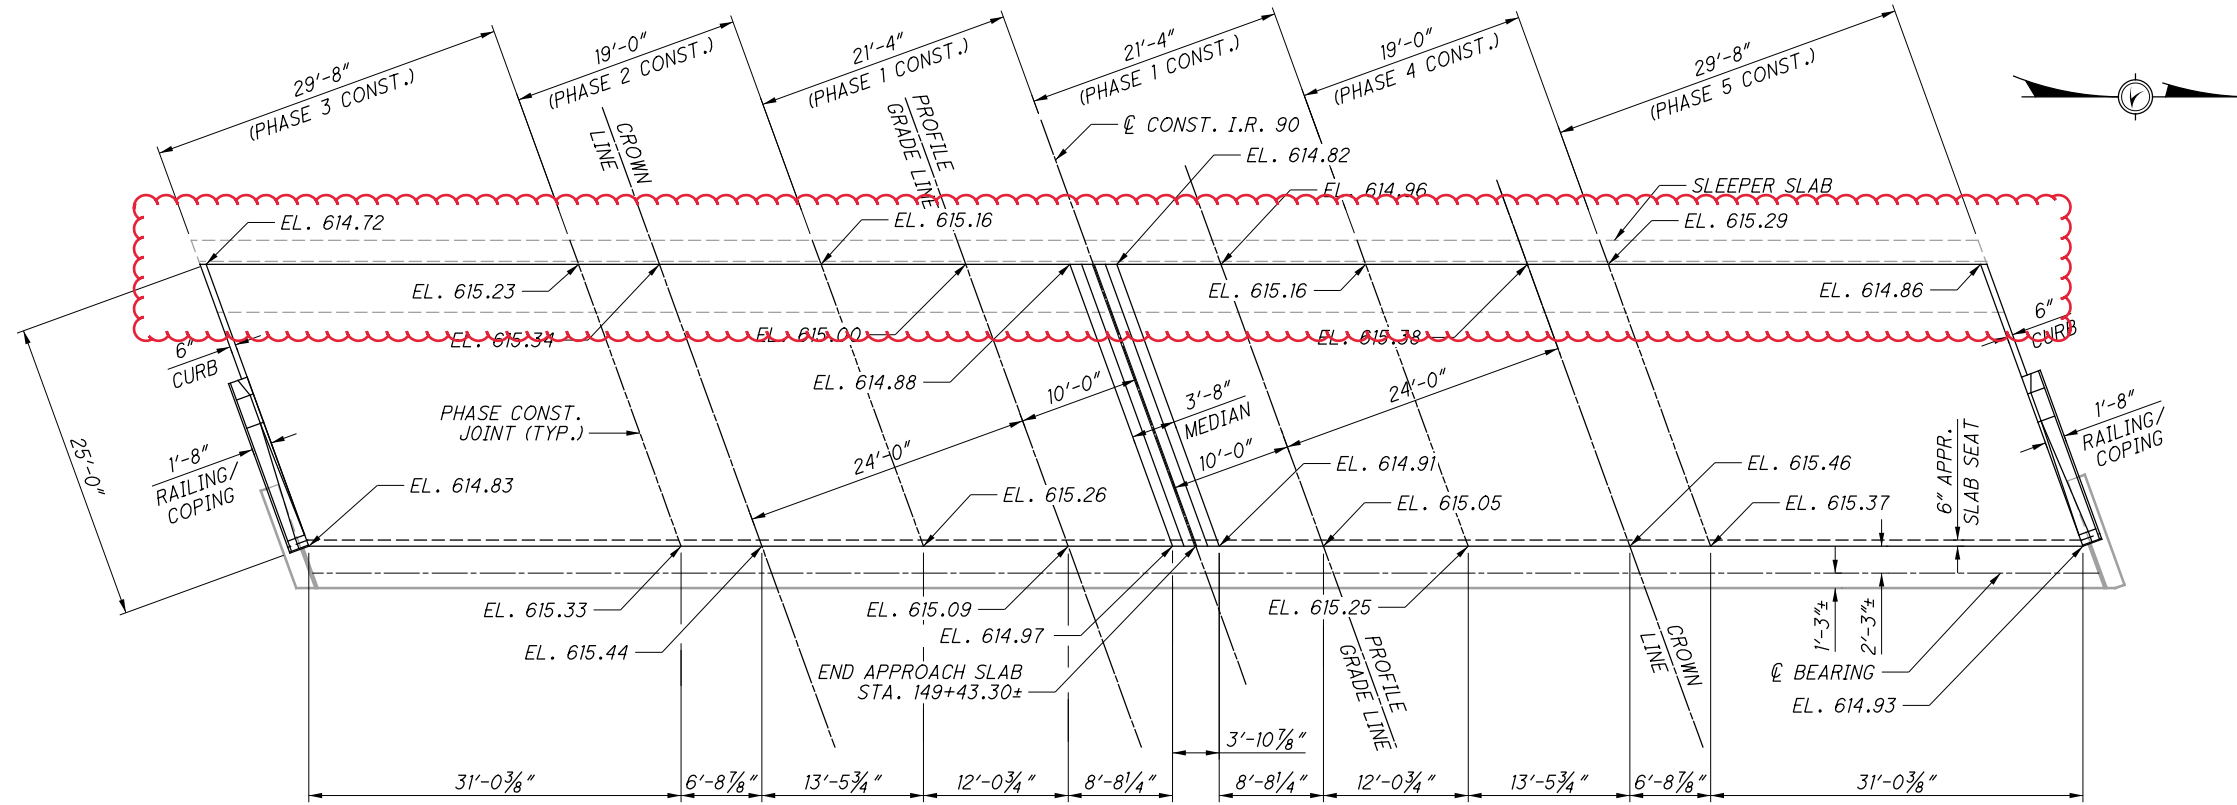 29'-8"
(PHASE 3 CONST.)
19'-0"
(PHASE 2 CONST.)
21'-4"
(PHASE 1 CONST.)
21'-4"
(PHASE 1 CONST.)
19'-0"
(PHASE 4 CONST.)
29'-8"
(PHASE 5 CONST.)
CROWN
LINE
PROFILE
GRADE LINE
℄ CONST. I.R. 90
EL. 614.82
EL. 614.96
SLEEPER SLAB
EL. 614.72
EL. 615.16
EL. 615.29
EL. 615.23
EL. 615.16
EL. 614.86
EL. 615.34
EL. 615.00
EL. 615.38
6"
CURB
6"
CURB
EL. 614.88
10'-0"
24'-0"
3'-8"
MEDIAN
PHASE CONST.
JOINT (TYP.)
24'-0"
10'-0"
1'-8"
RAILING/
COPING
1'-8"
RAILING/
COPING
25'-0"
EL. 614.83
EL. 615.26
EL. 614.91
EL. 615.05
EL. 615.46
EL. 615.37
6" APPR.
SLAB SEAT
EL. 615.33
EL. 615.44
EL. 615.09
EL. 614.97
EL. 615.25
END APPROACH SLAB
STA. 149+43.30±
PROFILE
GRADE LINE
CROWN
LINE
1'-3"±
2'-3"±
℄ BEARING
EL. 614.93
3'-10⅞"
31'-0⅜"
6'-8⅞"
13'-5¾"
12'-0¾"
8'-8¼"
8'-8¼"
12'-0¾"
13'-5¾"
6'-8⅞"
31'-0⅜"